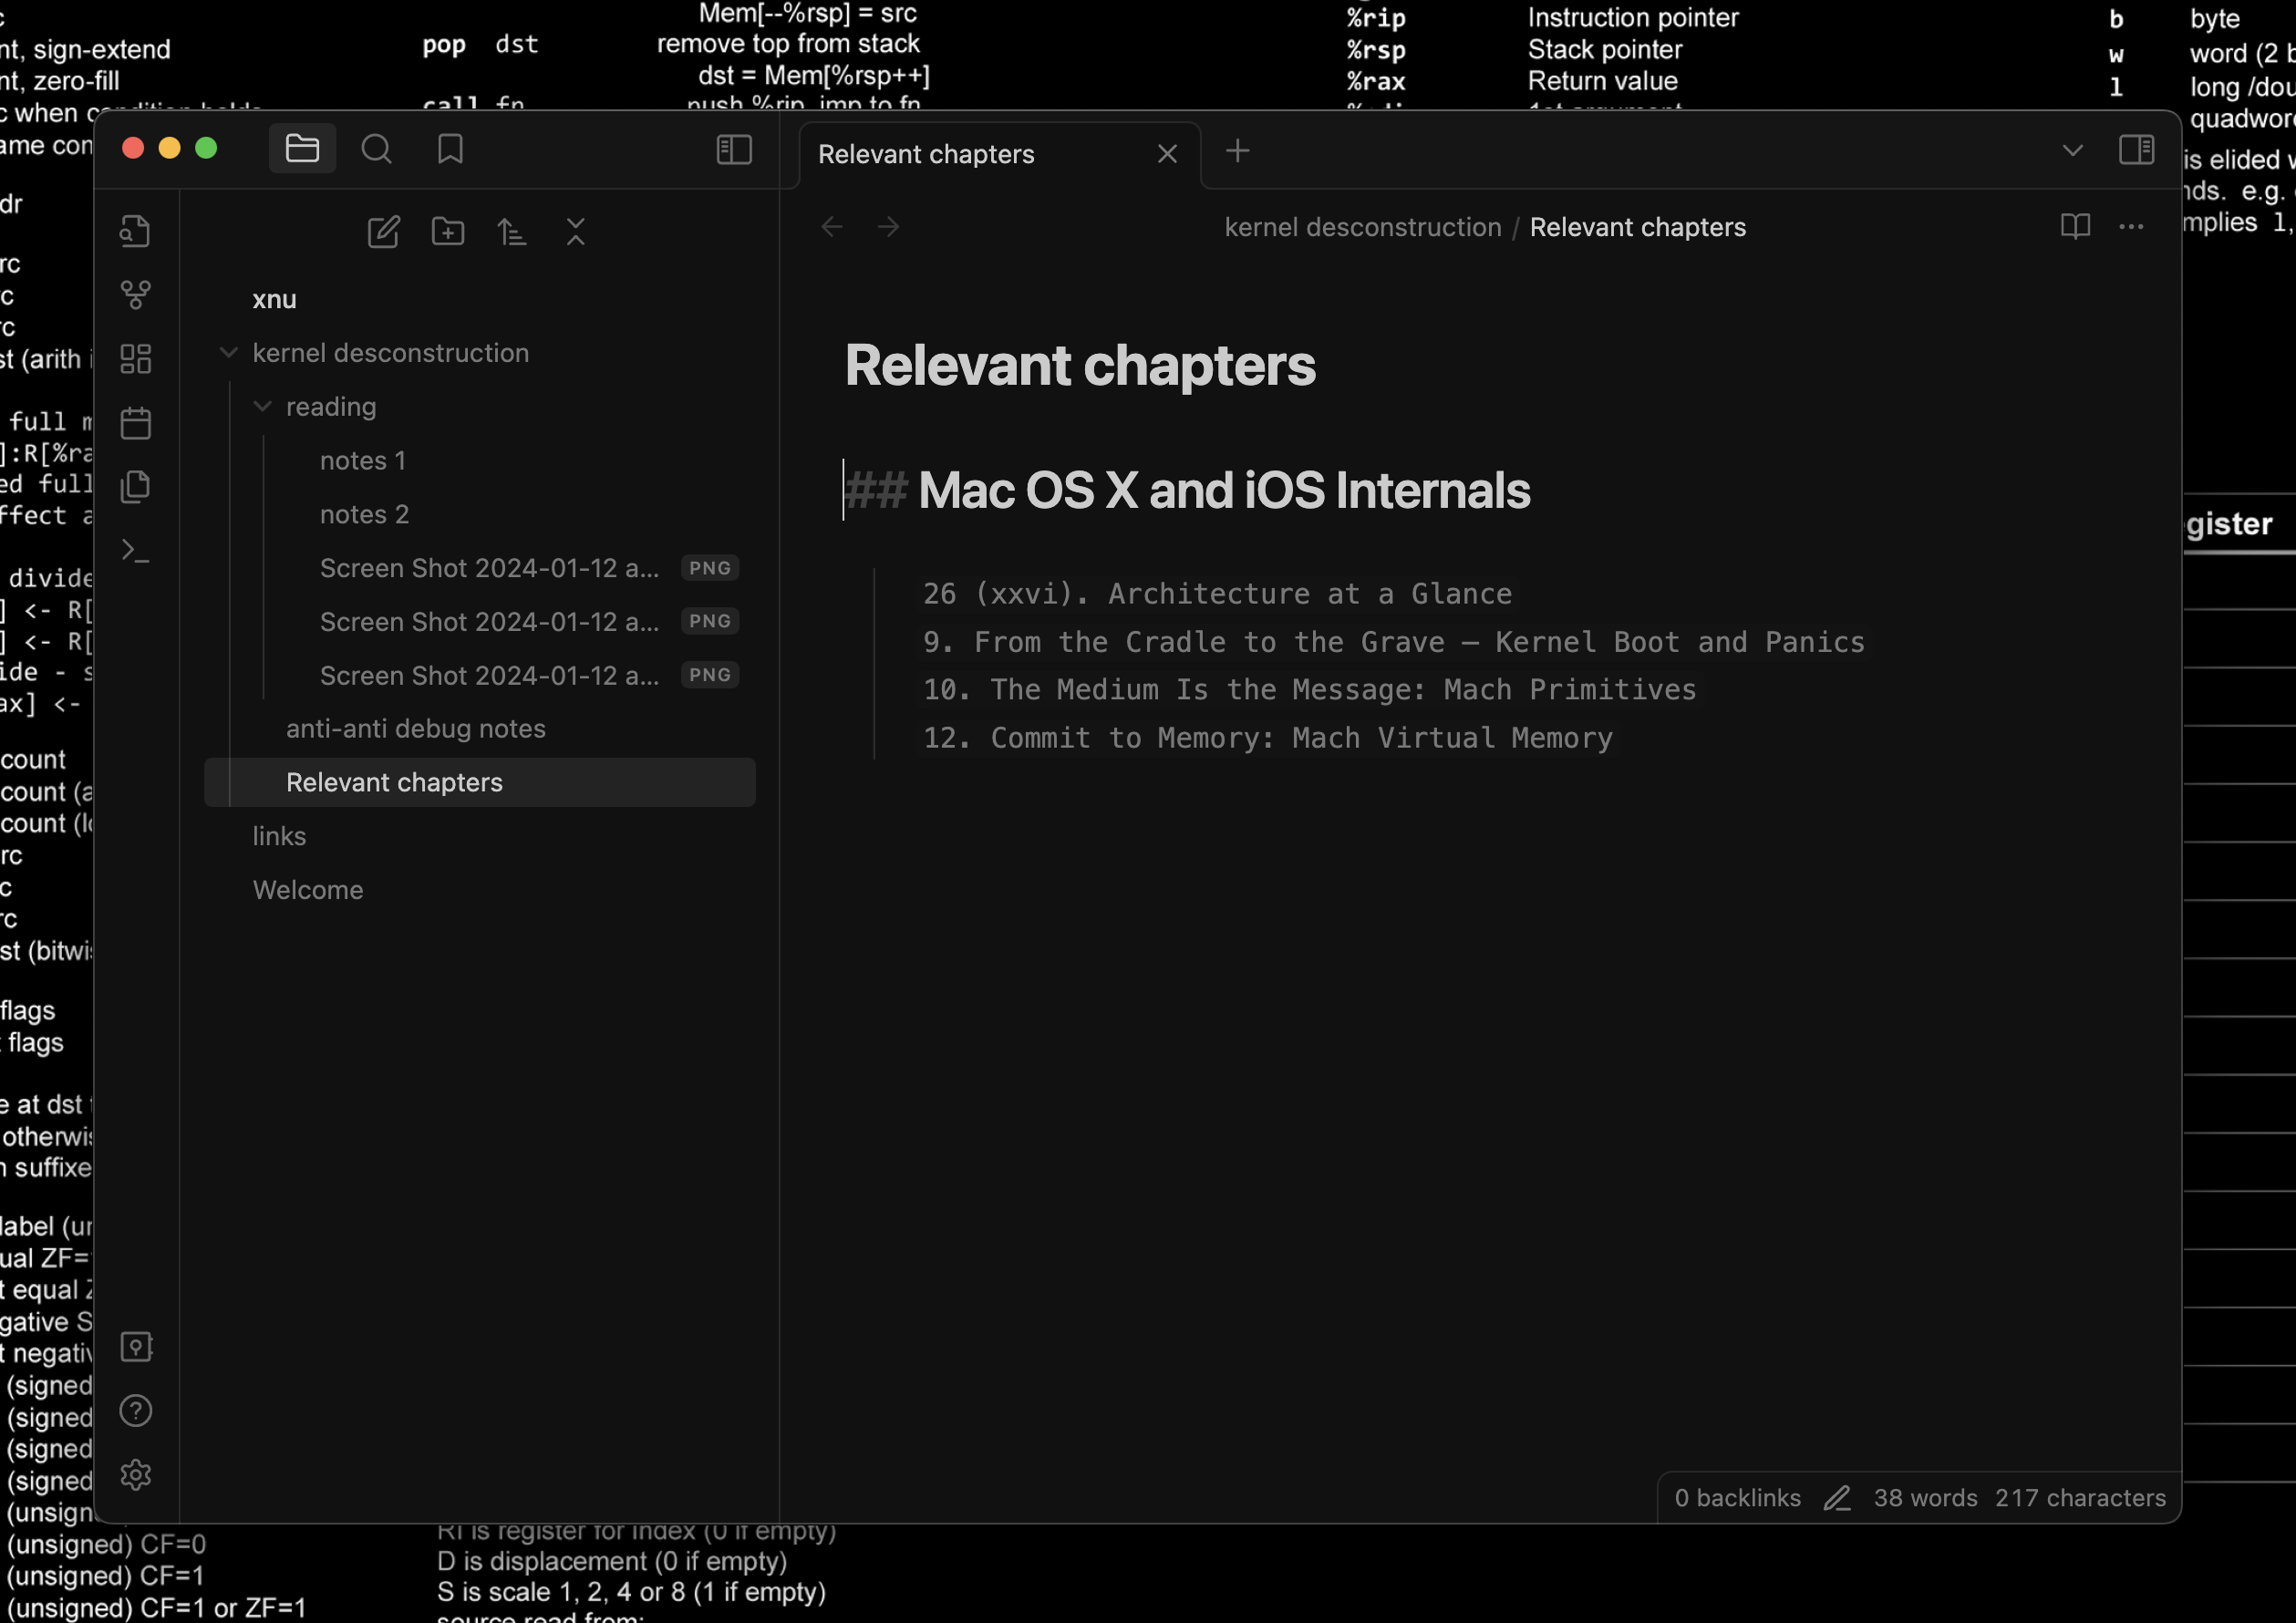 Mem[--%rsp] = src
nt, sign-extend
pop dst
remove top from stack
nt, zero-fill
dst = Mem[%rsp++]
%rip Instruction pointer
%rsp Stack pointer
%rax Return value
b byte
w word (2 b
l long /dou
quadword
c when condition holds
call fn
push %rip, jmp to fn
ame con
is elided w
nds. e.g.
mplies l,
dr
rc
c
rc
st (arith i
full m
]:R[%ra
ed full
ffect a
divide
] <- R[
] <- R[
ide - s
ax] <-
count
count (a
count (lo
rc
c
rc
st (bitwis
flags
t flags
e at dst
otherwis
n suffixe
label (un
ual ZF=
t equal Z
gative S
t negativ
(signed
(signed
(signed
(signed
(unsign
(unsigned) CF=0
(unsigned) CF=1
(unsigned) CF=1 or ZF=1
gister
xnu
kernel desconstruction
reading
notes 1
notes 2
Screen Shot 2024-01-12 a... PNG
Screen Shot 2024-01-12 a... PNG
Screen Shot 2024-01-12 a... PNG
anti-anti debug notes
Relevant chapters
links
Welcome
Relevant chapters
kernel desconstruction / Relevant chapters
Relevant chapters
## Mac OS X and iOS Internals
26 (xxvi). Architecture at a Glance
9. From the Cradle to the Grave – Kernel Boot and Panics
10. The Medium Is the Message: Mach Primitives
12. Commit to Memory: Mach Virtual Memory
0 backlinks 38 words 217 characters
RI is register for index (0 if empty)
D is displacement (0 if empty)
S is scale 1, 2, 4 or 8 (1 if empty)
source read from: